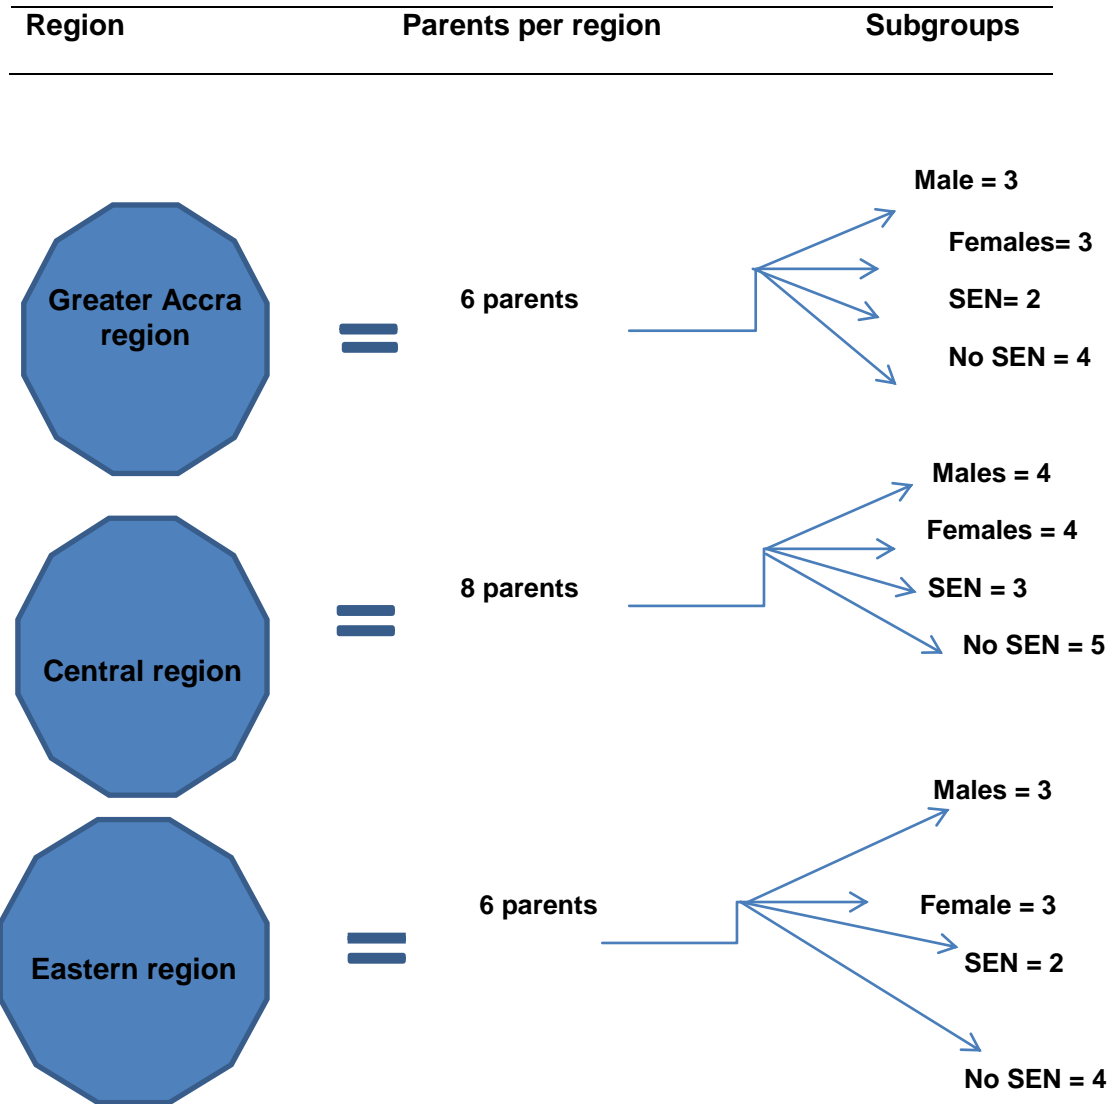 Region Parents per region Subgroups
Male = 3
Females= 3
Greater Accra
region
6 parents
SEN= 2
No SEN = 4
Males = 4
Females = 4
Central region
8 parents
SEN = 3
No SEN = 5
Males = 3
Eastern region
6 parents
Female = 3
SEN = 2
No SEN = 4